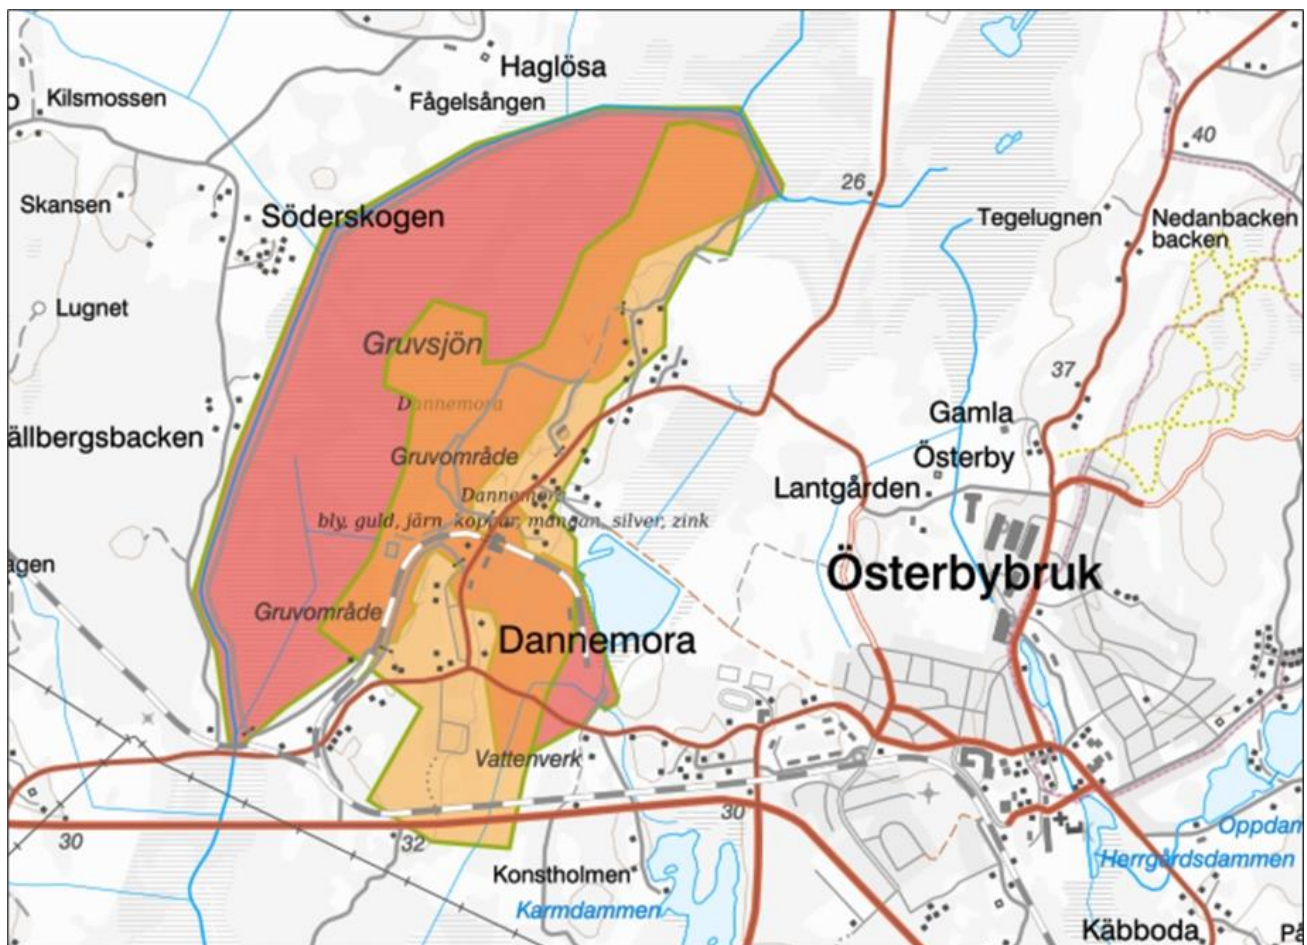 Haglösa
Kilsmossen
Fågelsången
40
26
Skansen
Söderskogen
Tegelugnen
Nedanbacken
backen
Lugnet
Gruvsjön
37
Dannemora
Gamla
ällbergsbacken
Gruvområde
Österby
Dannemora
Lantgården
bly, guld, järn, koppar, mangan, silver, zink
agen
Österbybruk
Gruvområde
Dannemora
Vattenverk
30
30
32
Oppdam
Herrgårdsdammen
Konstholmen
Karmdammen
Käbboda
På